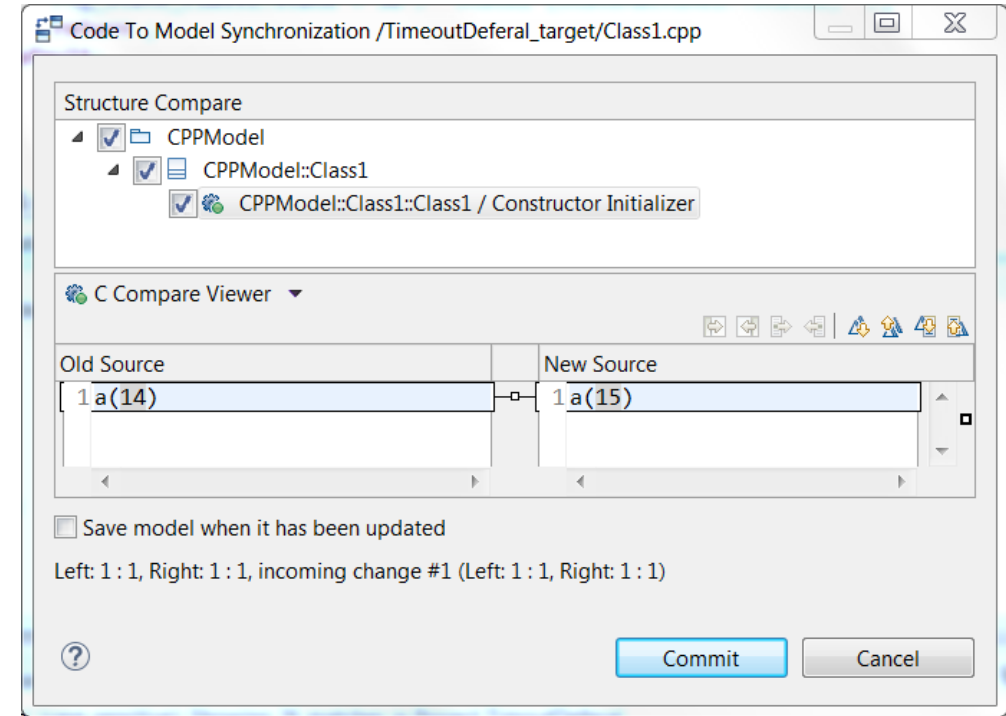 Code To Model Synchronization /TimeoutDeferal_target/Class1.cpp
Structure Compare
CPPModel
CPPModel::Class1
CPPModel::Class1::Class1 / Constructor Initializer
C Compare Viewer
Old Source New Source
1 a(14) 1 a(15)
Save model when it has been updated
Left: 1 : 1, Right: 1 : 1, incoming change #1 (Left: 1 : 1, Right: 1 : 1)
? Commit Cancel